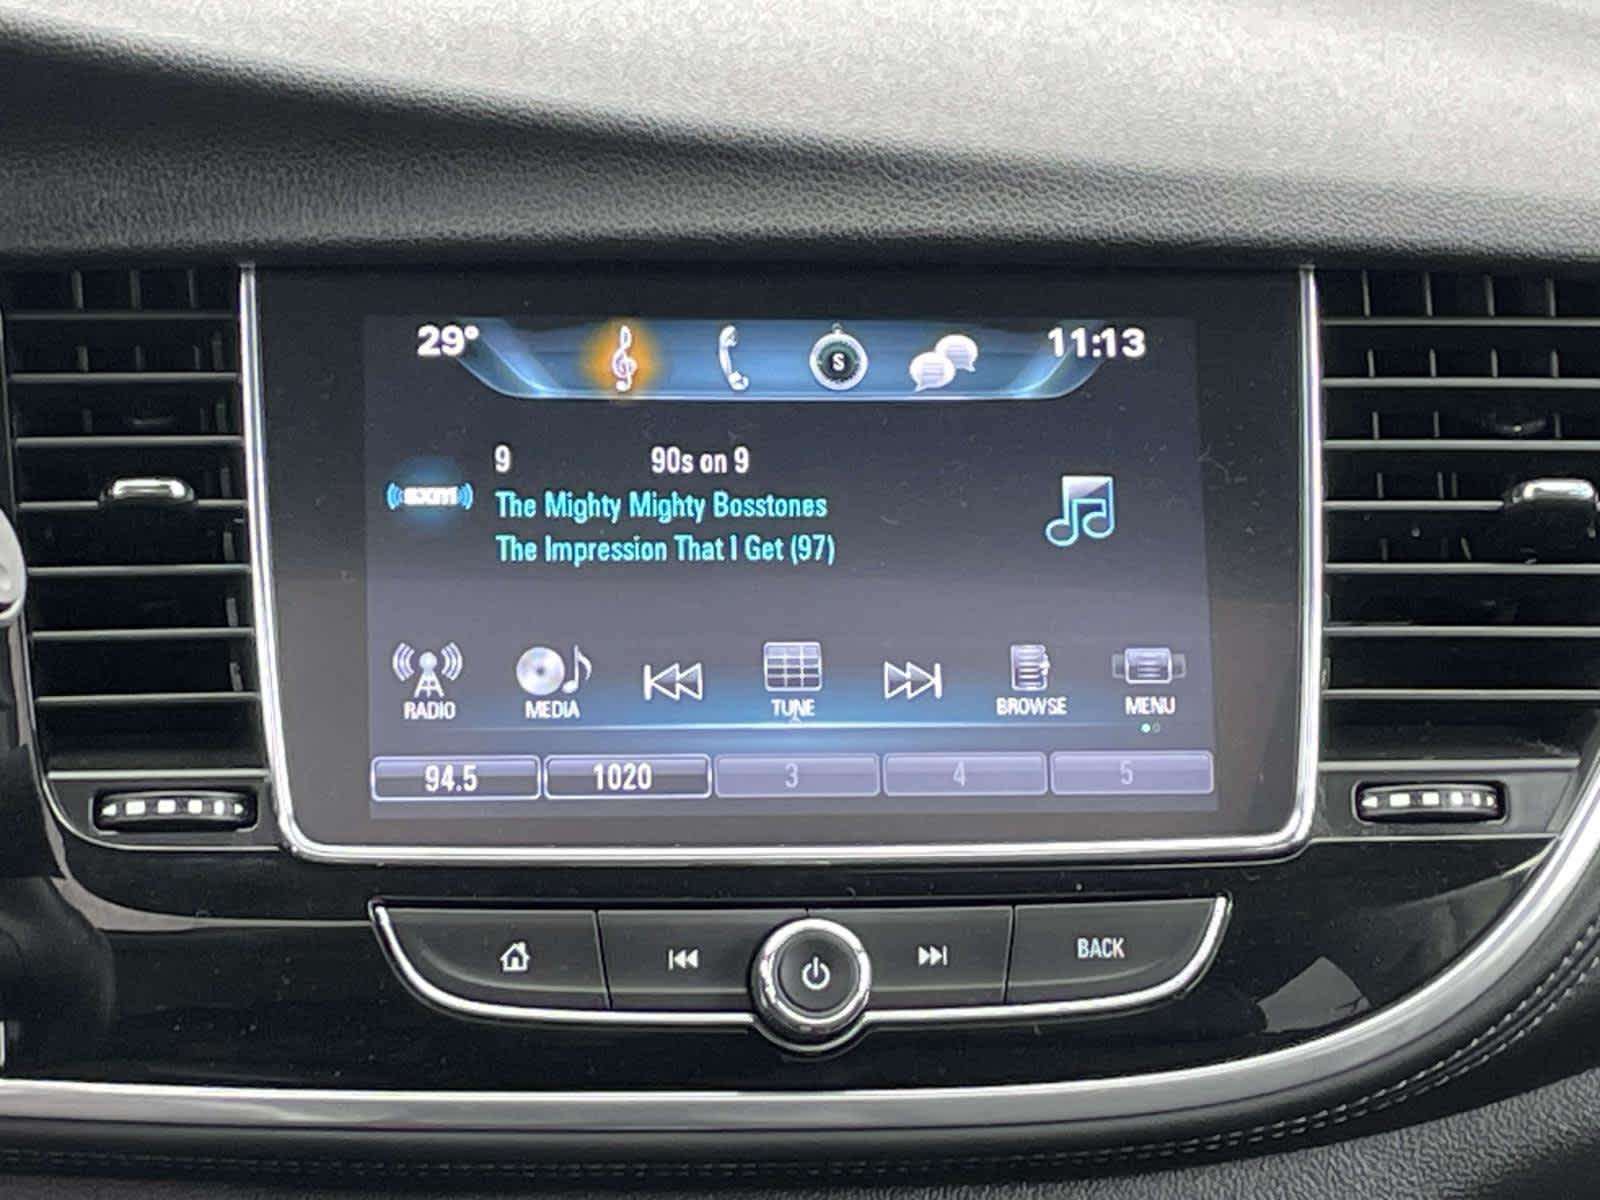 29° 11:13
S
9 90s on 9
((SXM))
The Mighty Mighty Bosstones
The Impression That I Get (97)
RADIO MEDIA TUNE BROWSE MENU
94.5 1020 3 4 5
BACK